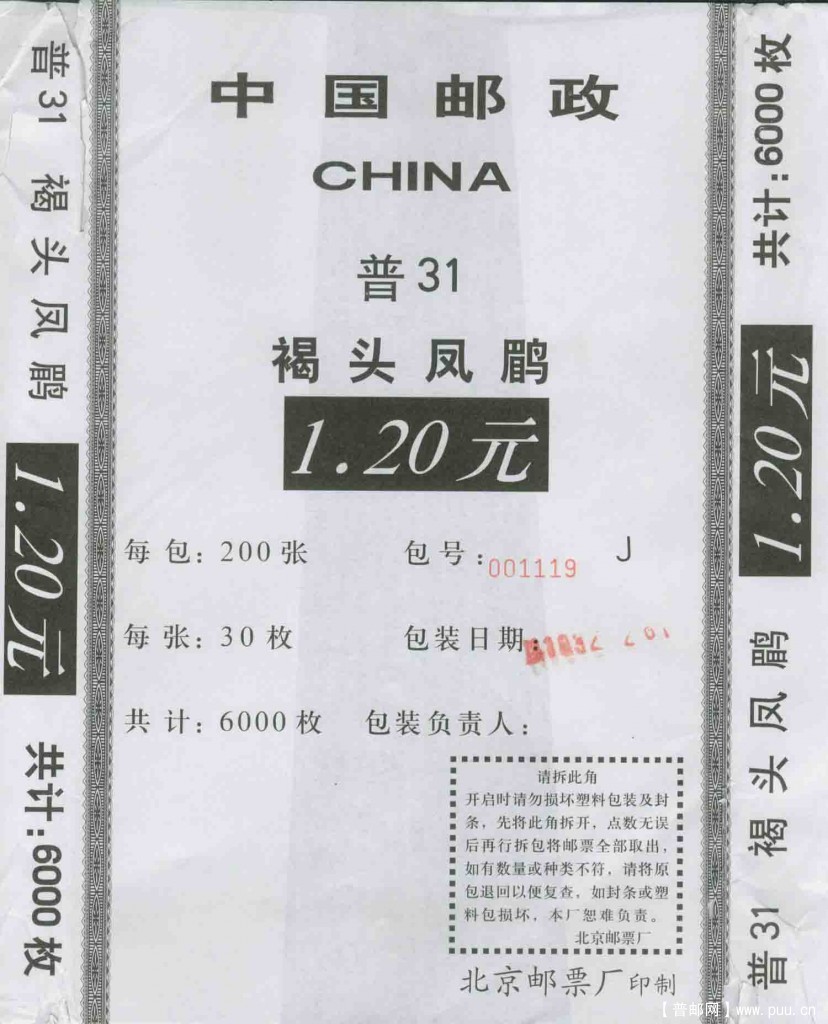 中国邮政
CHINA
普31
褐头凤鹛
1.20元
每包：200张 包号：001119 J
每张：30枚 包装日期：
共计：6000枚 包装负责人：
请拆此角
开启时请勿损坏塑料包装及封
条，先将此角拆开，点数无误
后再行拆包将邮票全部取出，
如有数量或种类不符，请将原
包退回以便复查，如封条或塑
料包损坏，本厂恕难负责。
北京邮票厂
北京邮票厂印制
普31 褐头凤鹛 1.20元 共计：6000枚
普31 褐头凤鹛 1.20元 共计：6000枚
【普邮网】www.puu.cn